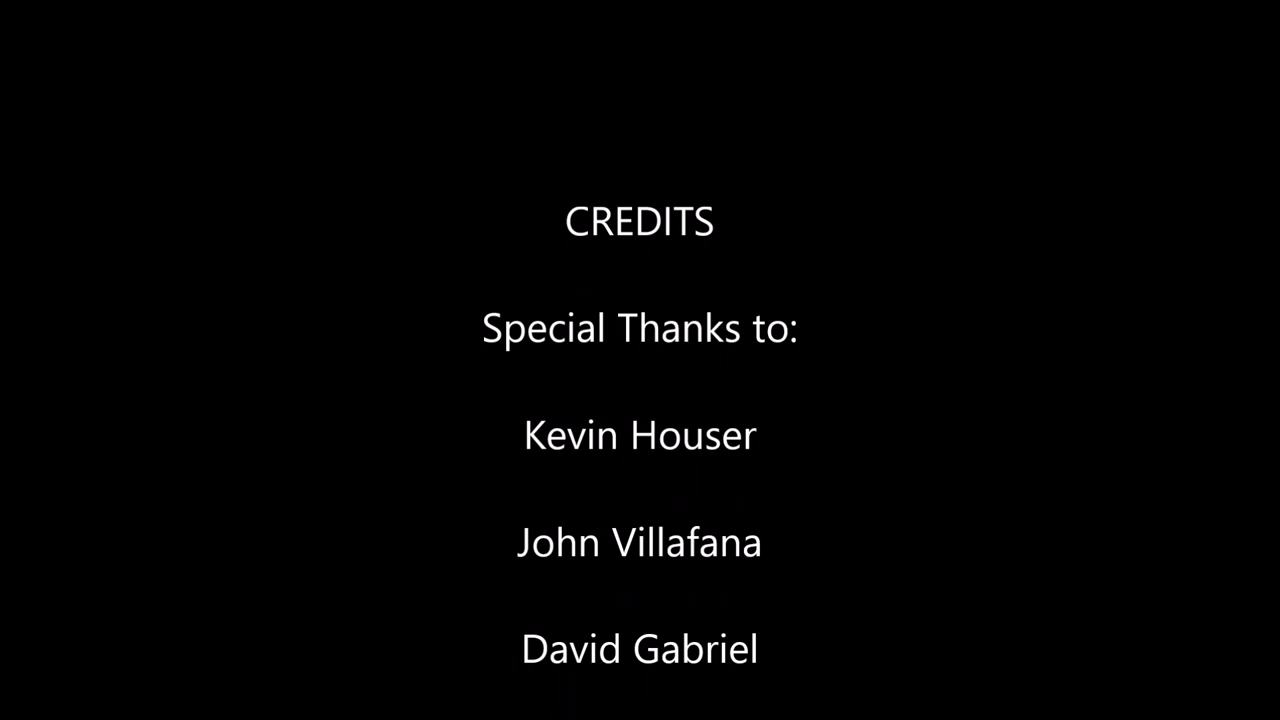 CREDITS
Special Thanks to:
Kevin Houser
John Villafana
David Gabriel